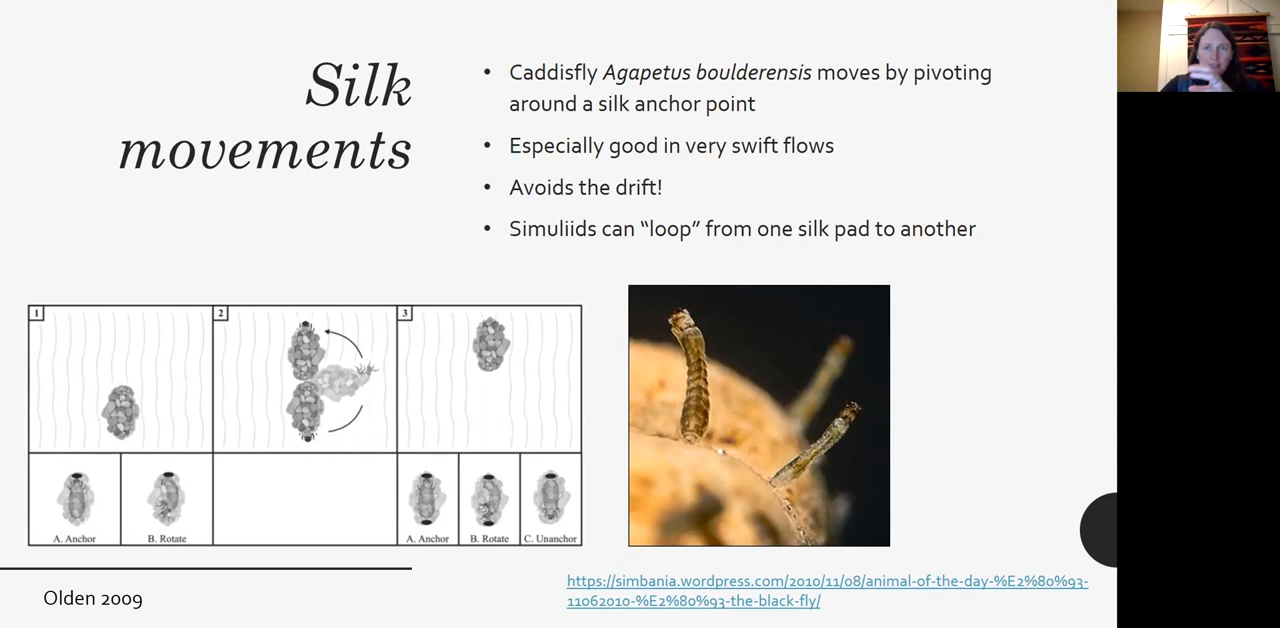 Silk
movements
• Caddisfly Agapetus boulderensis moves by pivoting
around a silk anchor point
• Especially good in very swift flows
• Avoids the drift!
• Simuliids can “loop” from one silk pad to another
1
2
3
A. Anchor
B. Rotate
A. Anchor
B. Rotate
C. Unanchor
Olden 2009
https://simbania.wordpress.com/2010/11/08/animal-of-the-day-%E2%80%93-
11062010-%E2%80%93-the-black-fly/